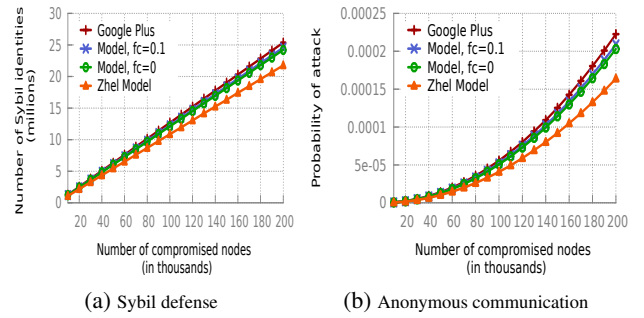 Number of Sybil identities
(millions)
30
25
20
15
10
5
0
Google Plus
Model, fc=0.1
Model, fc=0
Zhel Model
20 40 60 80 100 120 140 160 180 200
Number of compromised nodes
(in thousands)
(a) Sybil defense
Probability of attack
0.00025
0.0002
0.00015
0.0001
5e-05
0
Google Plus
Model, fc=0.1
Model, fc=0
Zhel Model
20 40 60 80 100 120 140 160 180 200
Number of compromised nodes
(in thousands)
(b) Anonymous communication